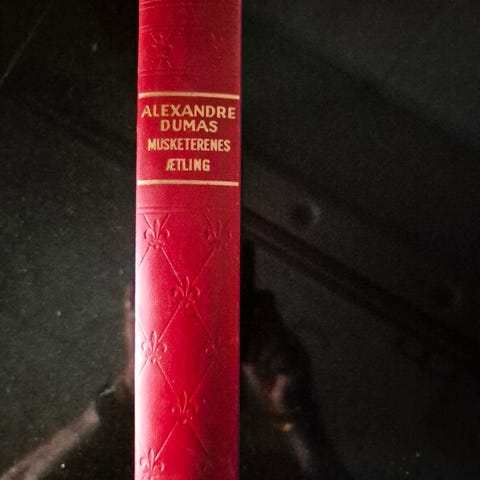 ALEXANDRE
DUMAS
MUSKETERENES
ÆTLING